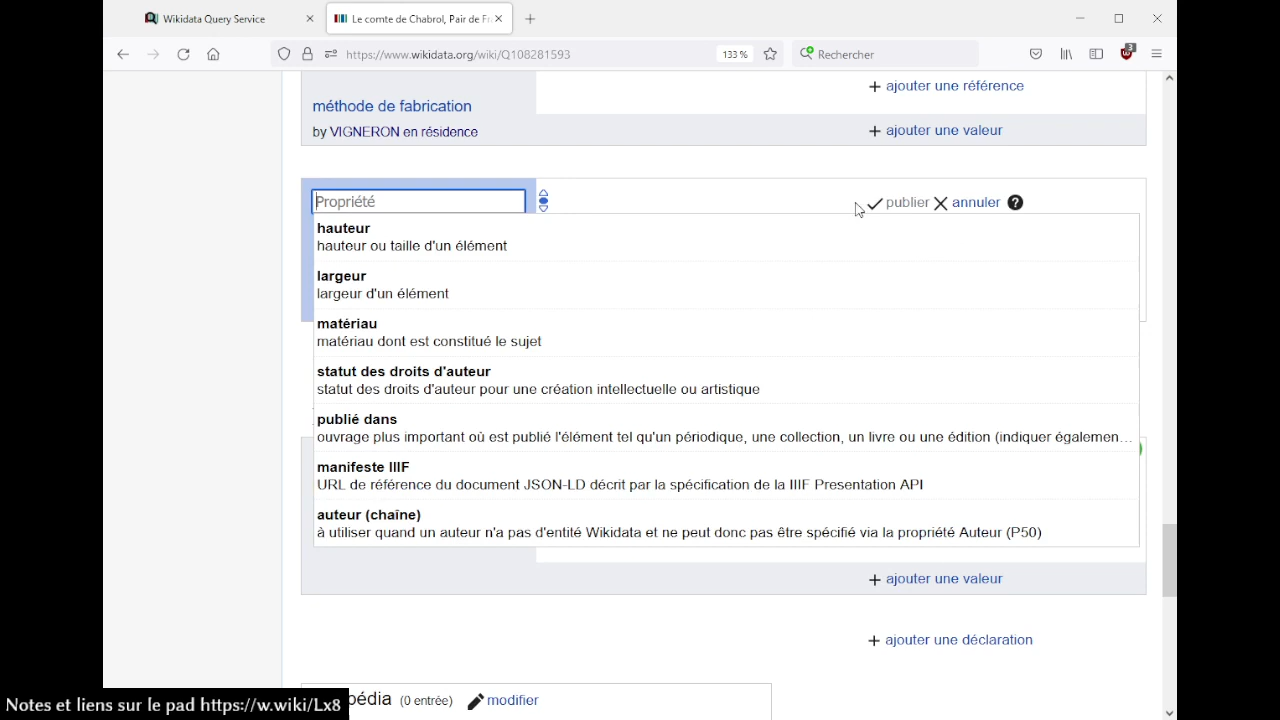 Wikidata Query Service
Le comte de Chabrol, Pair de Fr
https://www.wikidata.org/wiki/Q108281593
133 %
Rechercher
3
+ ajouter une référence
méthode de fabrication
by VIGNERON en résidence
+ ajouter une valeur
Propriété
publier
annuler
?
hauteur
hauteur ou taille d'un élément
largeur
largeur d'un élément
matériau
matériau dont est constitué le sujet
statut des droits d'auteur
statut des droits d'auteur pour une création intellectuelle ou artistique
publié dans
ouvrage plus important où est publié l'élément tel qu'un périodique, une collection, un livre ou une édition (indiquer égalemen...
manifeste IIIF
URL de référence du document JSON-LD décrit par la spécification de la IIIF Presentation API
auteur (chaîne)
à utiliser quand un auteur n'a pas d'entité Wikidata et ne peut donc pas être spécifié via la propriété Auteur (P50)
+ ajouter une valeur
+ ajouter une déclaration
pédia (0 entrée) modifier
Notes et liens sur le pad https://w.wiki/Lx8